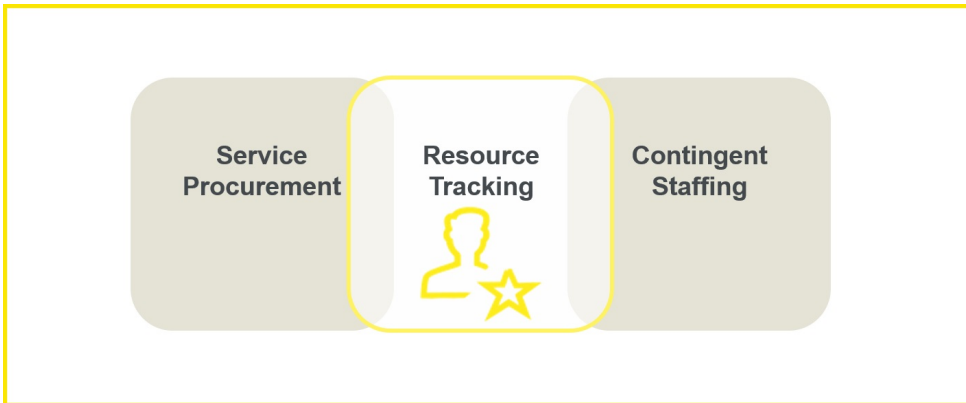 Service
Procurement
Resource
Tracking
Contingent
Staffing